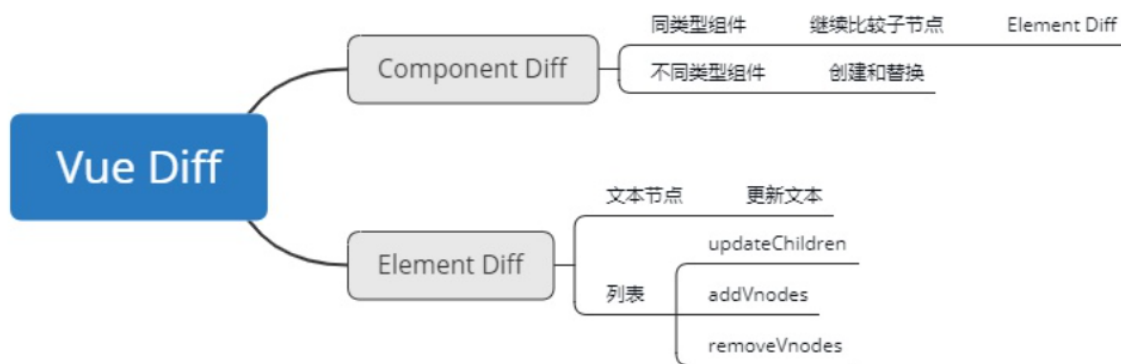 Vue Diff
Component Diff
同类型组件 继续比较子节点 Element Diff
不同类型组件 创建和替换
Element Diff
文本节点 更新文本
列表
updateChildren
addVnodes
removeVnodes